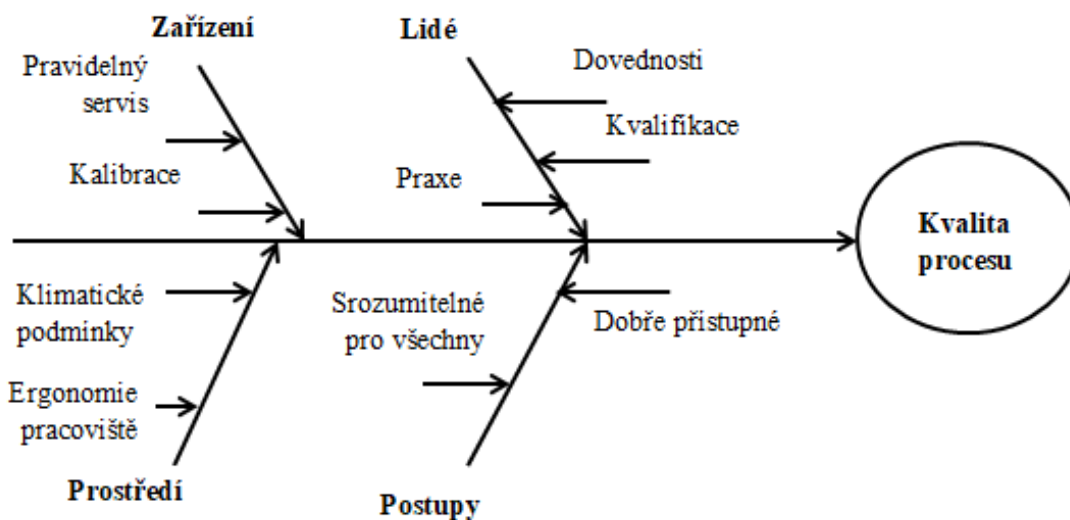 Zařízení
Lidé
Pravidelný
servis
Dovednosti
Kvalifikace
Kalibrace
Praxe
Kvalita
procesu
Klimatické
podmínky
Srozumitelné
pro všechny
Dobře přistupné
Ergonomie
pracoviště
Prostředí
Postupy